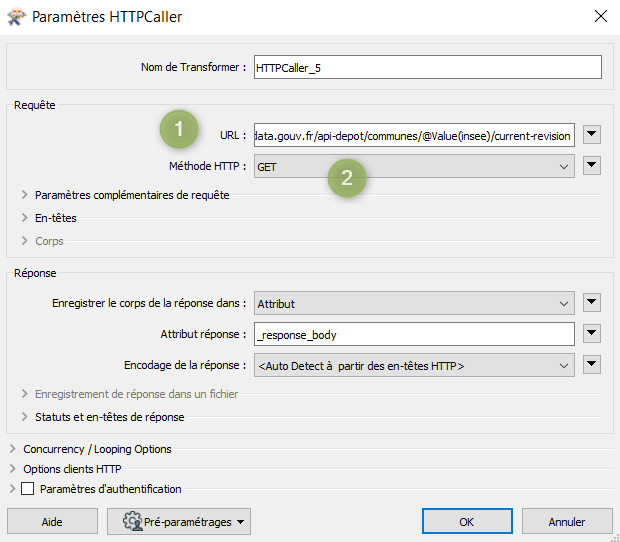 Paramètres HTTPCaller
Nom de Transformer : HTTPCaller_5
Requête
1 URL : data.gouv.fr/api-depot/communes/@Value(insee)/current-revision
Méthode HTTP : GET
2
Paramètres complémentaires de requête
En-têtes
Corps
Réponse
Enregistrer le corps de la réponse dans : Attribut
Attribut réponse : _response_body
Encodage de la réponse : <Auto Detect à partir des en-têtes HTTP>
Enregistrement de réponse dans un fichier
Statuts et en-têtes de réponse
Concurrency / Looping Options
Options clients HTTP
Paramètres d'authentification
Aide Pré-paramétrages OK Annuler